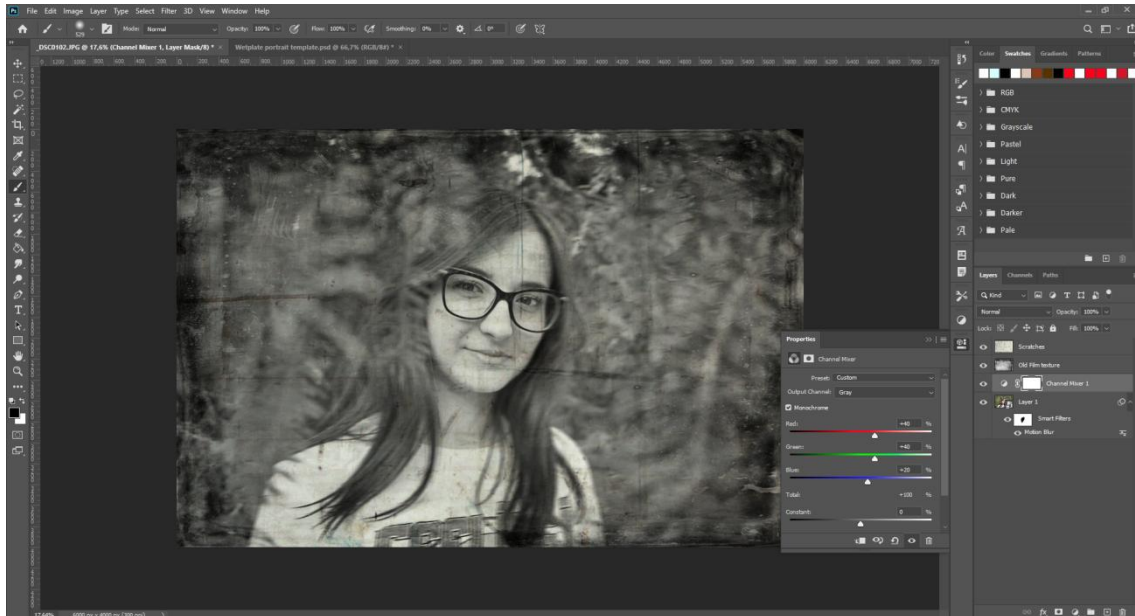 Ps File Edit Image Layer Type Select Filter 3D View Window Help
529 Mode: Normal Opacity: 100% Flow: 100% Smoothing: 0% 0°
_DSC0102.JPG @ 17,6% (Channel Mixer 1, Layer Mask/8) * × Wetplate portrait template.psd @ 66,7% (RGB/8#) * ×
Color Swatches Gradients Patterns
RGB
CMYK
Grayscale
Pastel
Light
Pure
Dark
Darker
Pale
Layers Channels Paths
Kind
Normal Opacity: 100%
Lock: Fill: 100%
Scratches
Old Film texture
Channel Mixer 1
Layer 1
Smart Filters
Motion Blur
Properties
Channel Mixer
Preset: Custom
Output Channel: Gray
Monochrome
Red: +40 %
Green: +40 %
Blue: +20 %
Total: +100 %
Constant: 0 %